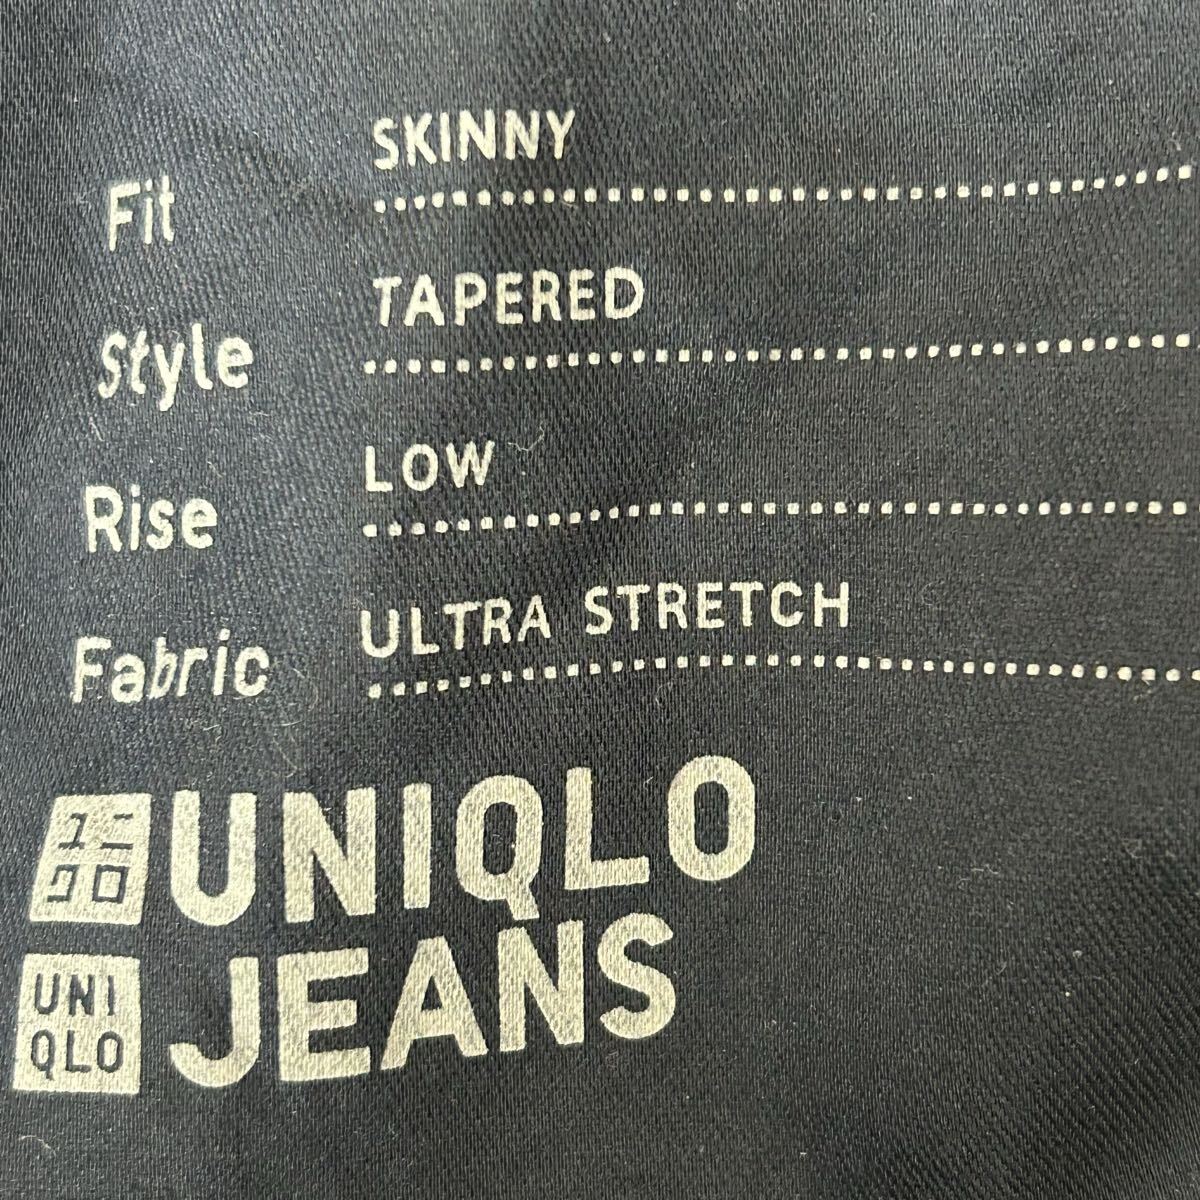 Fit SKINNY
Style TAPERED
Rise LOW
Fabric ULTRA STRETCH
ユニ
クロ
UNIQLO
UNI
QLO
JEANS